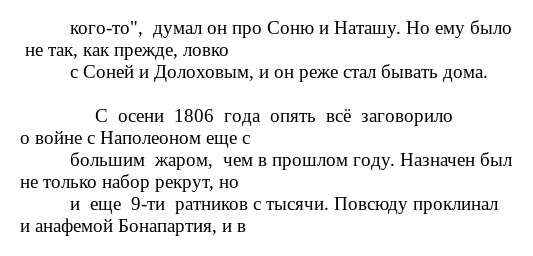 кого-то",  думал он про Соню и Наташу. Но ему было
не так, как прежде, ловко
с Соней и Долоховым, и он реже стал бывать дома.
С  осени  1806  года  опять  всё  заговорило
о войне с Наполеоном еще с
большим  жаром,  чем в прошлом году. Назначен был
не только набор рекрут, но
и  еще  9-ти  ратников с тысячи. Повсюду проклинал
и анафемой Бонапартия, и в